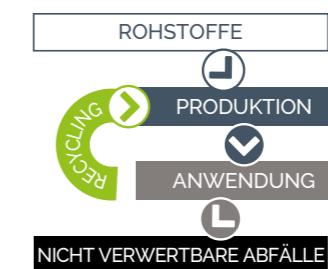 ROHSTOFFE
RECYCLING
PRODUKTION
ANWENDUNG
NICHT VERWERTBARE ABFÄLLE